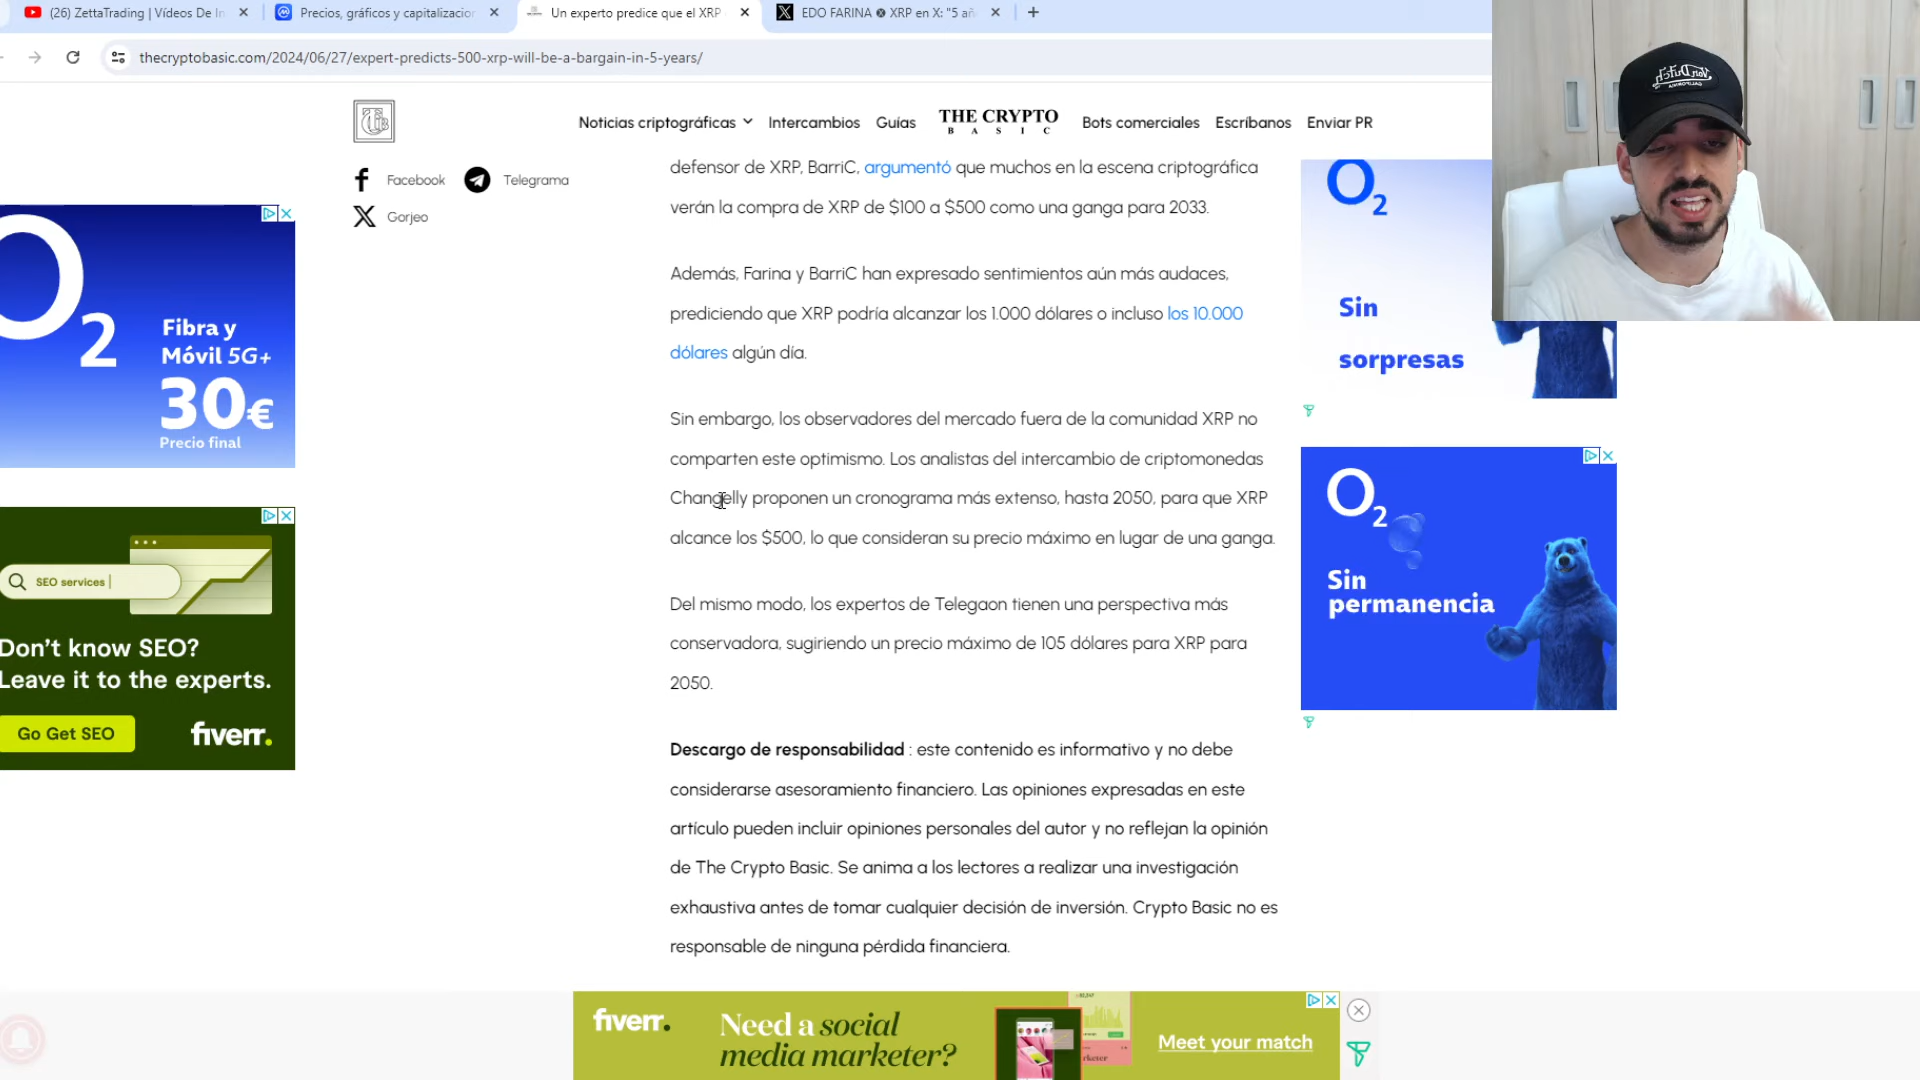 (26) ZettaTrading | Vídeos De In
Precios, gráficos y capitalizacion
Un experto predice que el XRP
EDO FARINA ⊗ XRP en X: "5 añ
thecryptobasic.com/2024/06/27/expert-predicts-500-xrp-will-be-a-bargain-in-5-years/
Noticias criptográficas
Intercambios
Guías
THE CRYPTO
BASIC
Bots comerciales
Escríbanos
Enviar PR
Facebook
Telegrama
Gorjeo
defensor de XRP, BarriC, argumentó que muchos en la escena criptográfica
verán la compra de XRP de $100 a $500 como una ganga para 2033.
Además, Farina y BarriC han expresado sentimientos aún más audaces,
prediciendo que XRP podría alcanzar los 1.000 dólares o incluso los 10.000
dólares algún día.
Sin embargo, los observadores del mercado fuera de la comunidad XRP no
comparten este optimismo. Los analistas del intercambio de criptomonedas
Changelly proponen un cronograma más extenso, hasta 2050, para que XRP
alcance los $500, lo que consideran su precio máximo en lugar de una ganga.
Del mismo modo, los expertos de Telegaon tienen una perspectiva más
conservadora, sugiriendo un precio máximo de 105 dólares para XRP para
2050.
Descargo de responsabilidad : este contenido es informativo y no debe
considerarse asesoramiento financiero. Las opiniones expresadas en este
artículo pueden incluir opiniones personales del autor y no reflejan la opinión
de The Crypto Basic. Se anima a los lectores a realizar una investigación
exhaustiva antes de tomar cualquier decisión de inversión. Crypto Basic no es
responsable de ninguna pérdida financiera.
O2
Fibra y
Móvil 5G+
30€
Precio final
SEO services
Don't know SEO?
Leave it to the experts.
Go Get SEO
fiverr.
O2
Sin
sorpresas
O2
Sin
permanencia
fiverr.
Need a social
media marketer?
Meet your match
Von Dutch
CALIFORNIA